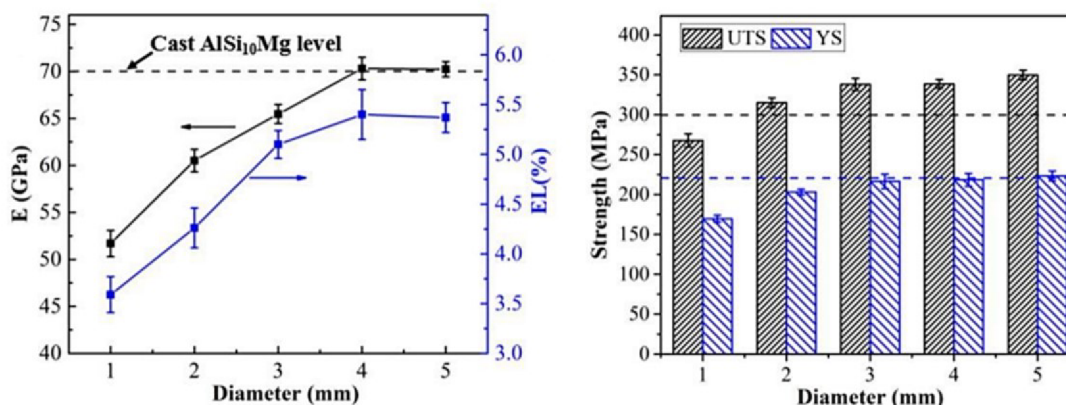 Cast AlSi₁₀Mg level
E (GPa)
75
70
65
60
55
50
45
40
6.0
5.5
5.0
4.5
4.0
3.5
3.0
EL(%)
1 2 3 4 5
Diameter (mm)
UTS YS
Strength (MPa)
400
350
300
250
200
150
100
50
0
1 2 3 4 5
Diameter (mm)